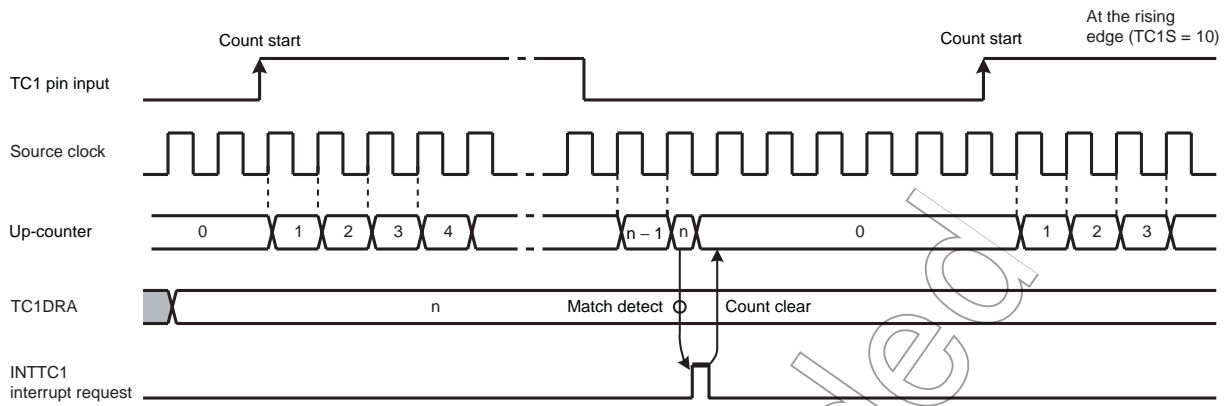 At the rising
edge (TC1S = 10)
Count start
Count start
TC1 pin input
Source clock
Up-counter
0
1
2
3
4
n – 1
n
0
1
2
3
TC1DRA
n
Match detect
Count clear
INTTC1
interrupt request